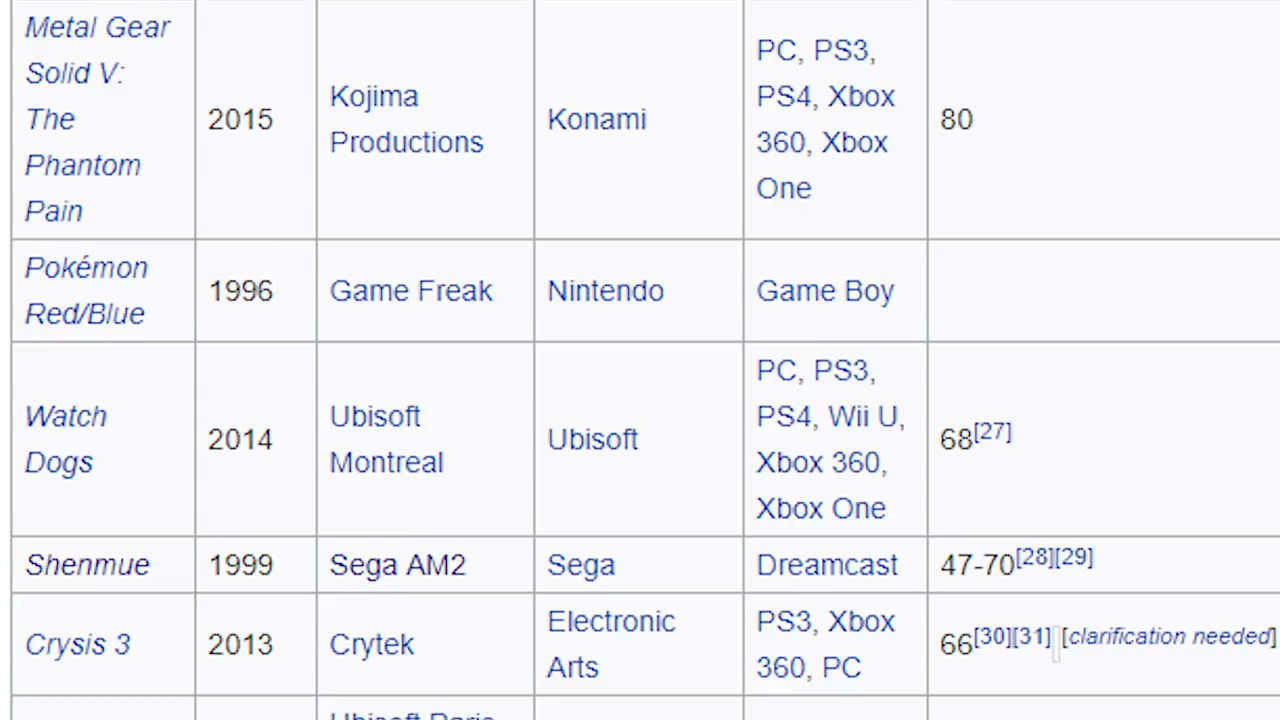 Metal Gear
Solid V:
The
Phantom
Pain
2015
Kojima
Productions
Konami
PC, PS3,
PS4, Xbox
360, Xbox
One
80
Pokémon
Red/Blue
1996
Game Freak
Nintendo
Game Boy
Watch
Dogs
2014
Ubisoft
Montreal
Ubisoft
PC, PS3,
PS4, Wii U,
Xbox 360,
Xbox One
68[27]
Shenmue
1999
Sega AM2
Sega
Dreamcast
47-70[28][29]
Crysis 3
2013
Crytek
Electronic
Arts
PS3, Xbox
360, PC
66[30][31] [clarification needed]
Ubisoft Paris